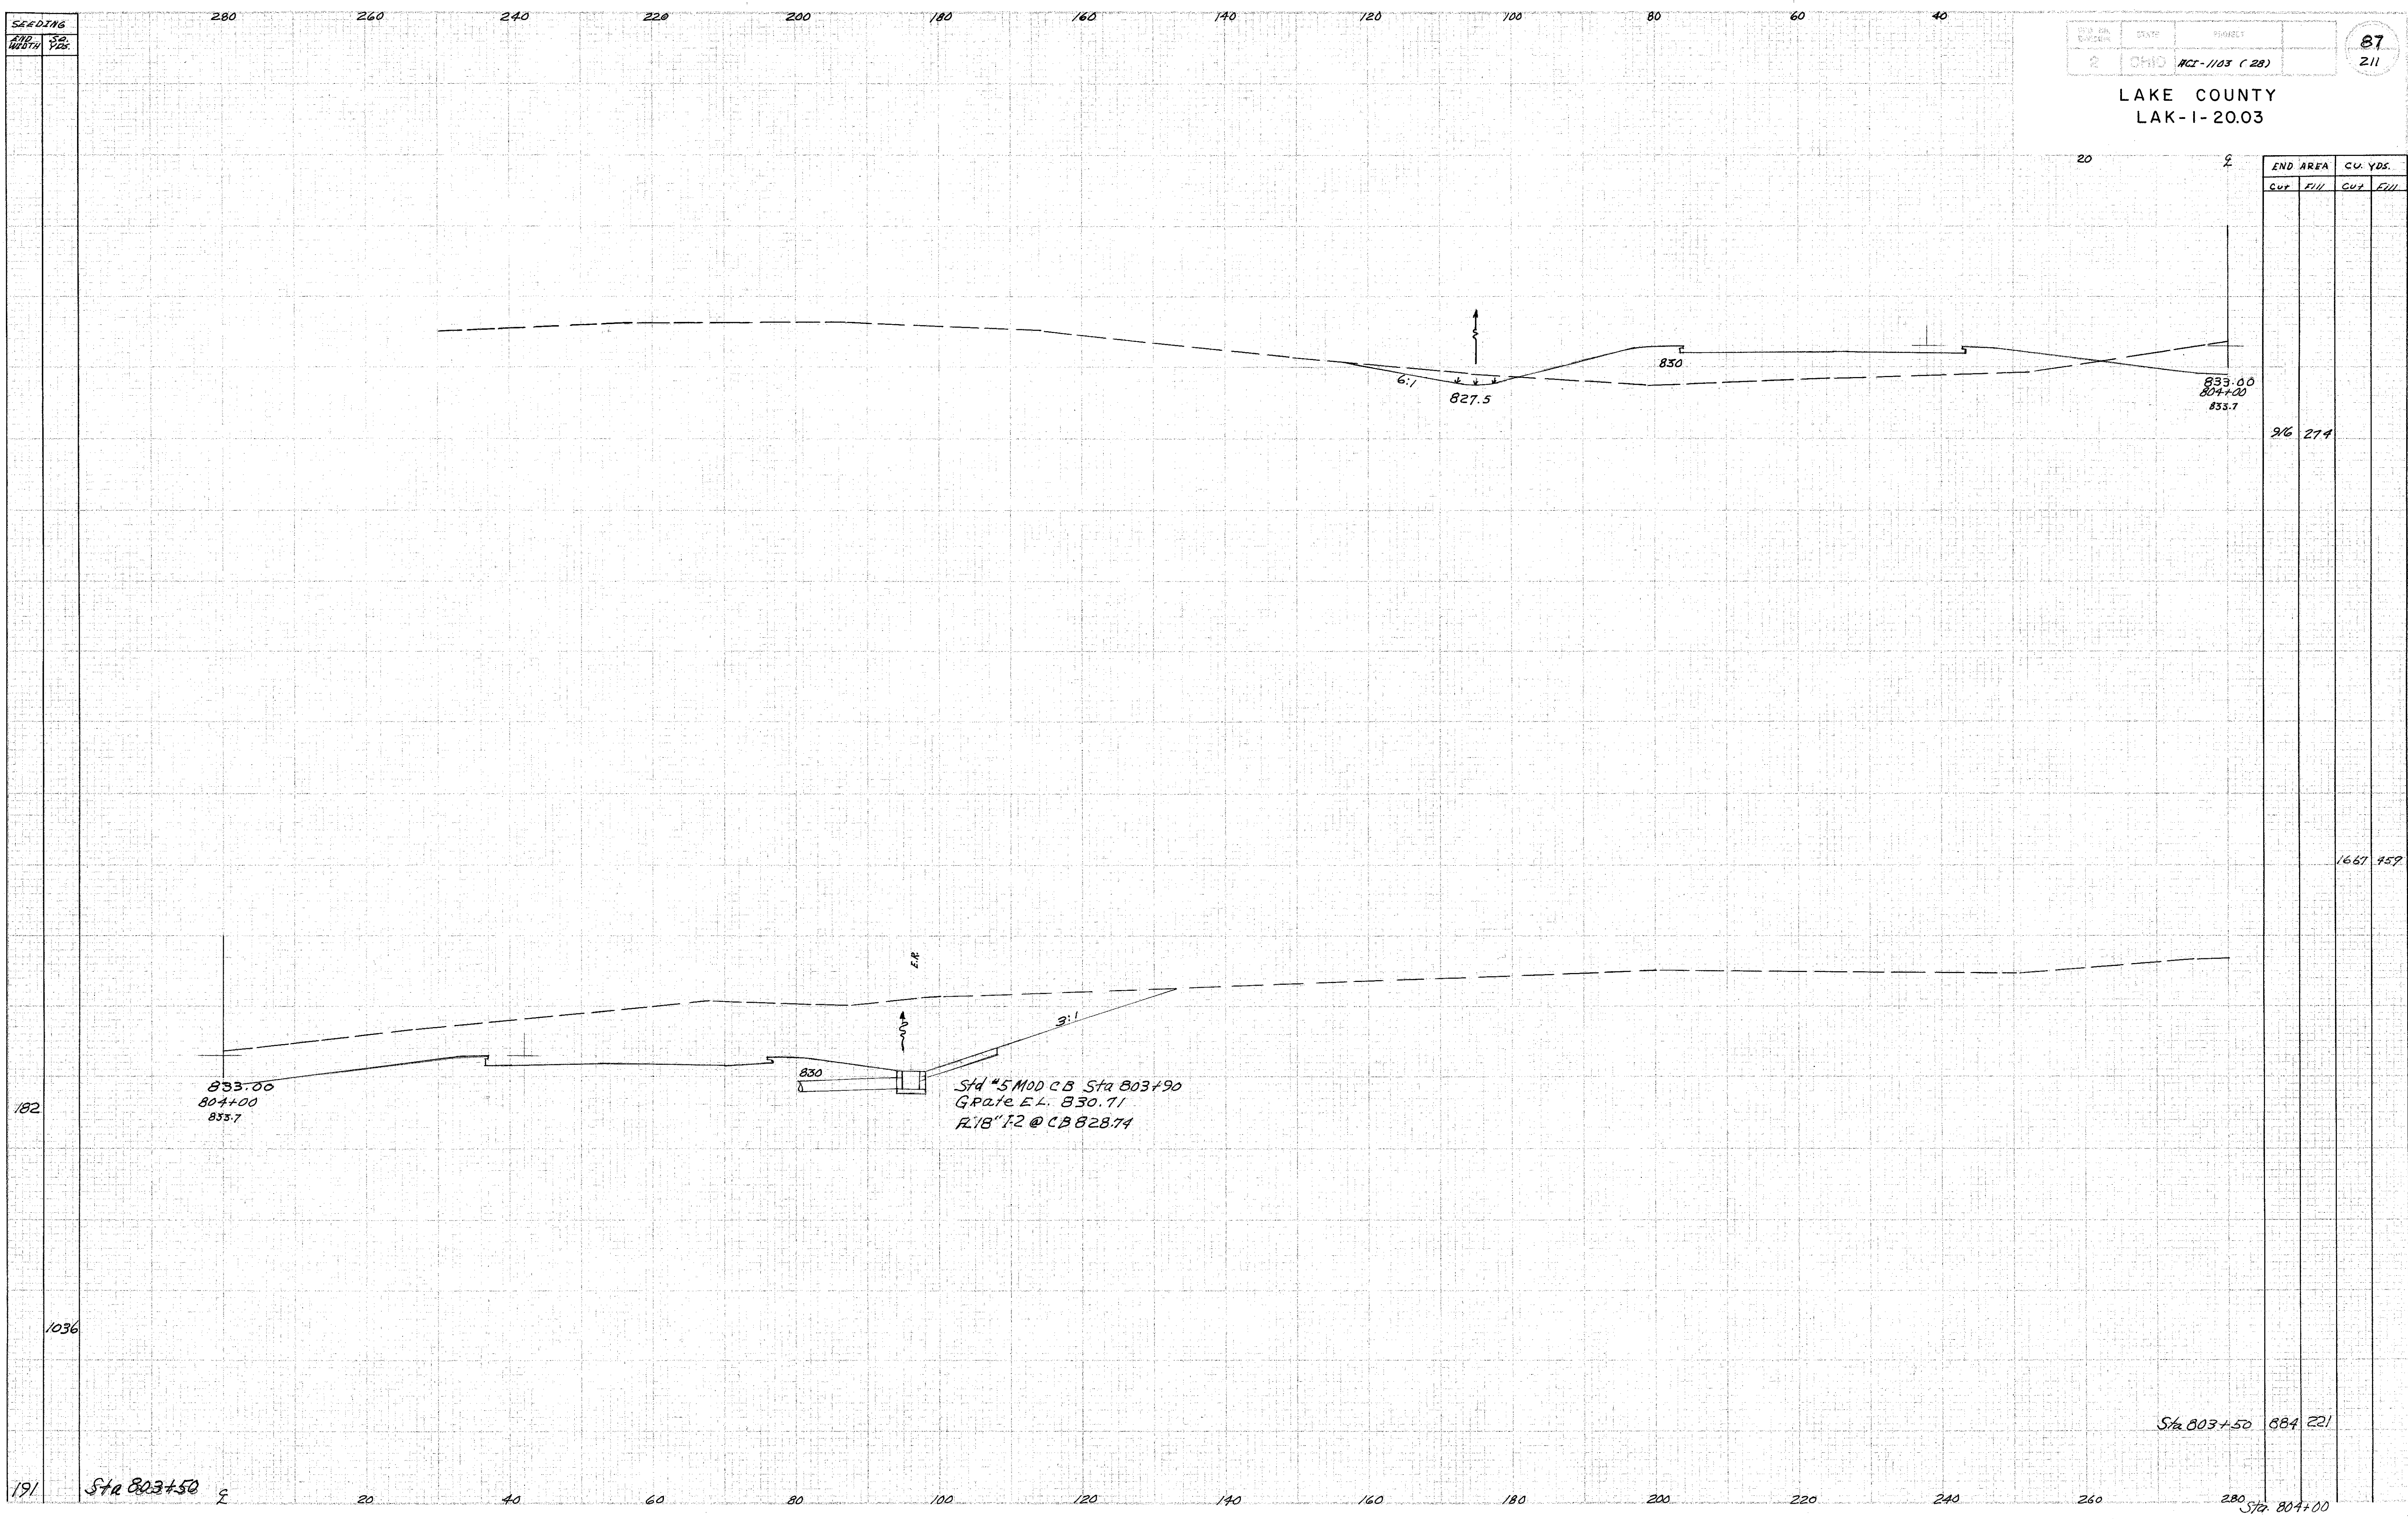 SEEDING
END WIDTH SQ. YDS.
280 260 240 220 200 180 160 140 120 100 80 60 40
STATE PROJECT
2 OHIO ACI-1103 (28)
87
211
LAKE COUNTY
LAK-1-20.03
20 ℄
END AREA CU. YDS.
Cut Fill Cut Fill
830
6:1
827.5
833.00
804+00
833.7
916 274
1667 459
E.R.
3:1
833.00
804+00
833.7
830
Std #5 MOD CB Sta 803+90
GRate EL. 830.71
FL 18" I-2 @ CB 828.74
182
1036
Sta 803+50 884 221
191 Sta 803+50
℄ 20 40 60 80 100 120 140 160 180 200 220 240 260 280
Sta. 804+00